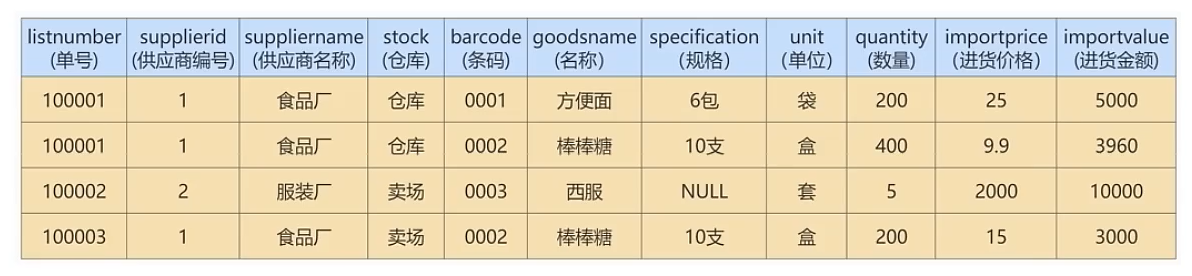 listnumber supplierid suppliername stock barcode goodsname specification unit quantity importprice importvalue
(单号) (供应商编号) (供应商名称) (仓库) (条码) (名称) (规格) (单位) (数量) (进货价格) (进货金额)
100001 1 食品厂 仓库 0001 方便面 6包 袋 200 25 5000
100001 1 食品厂 仓库 0002 棒棒糖 10支 盒 400 9.9 3960
100002 2 服装厂 卖场 0003 西服 NULL 套 5 2000 10000
100003 1 食品厂 卖场 0002 棒棒糖 10支 盒 200 15 3000